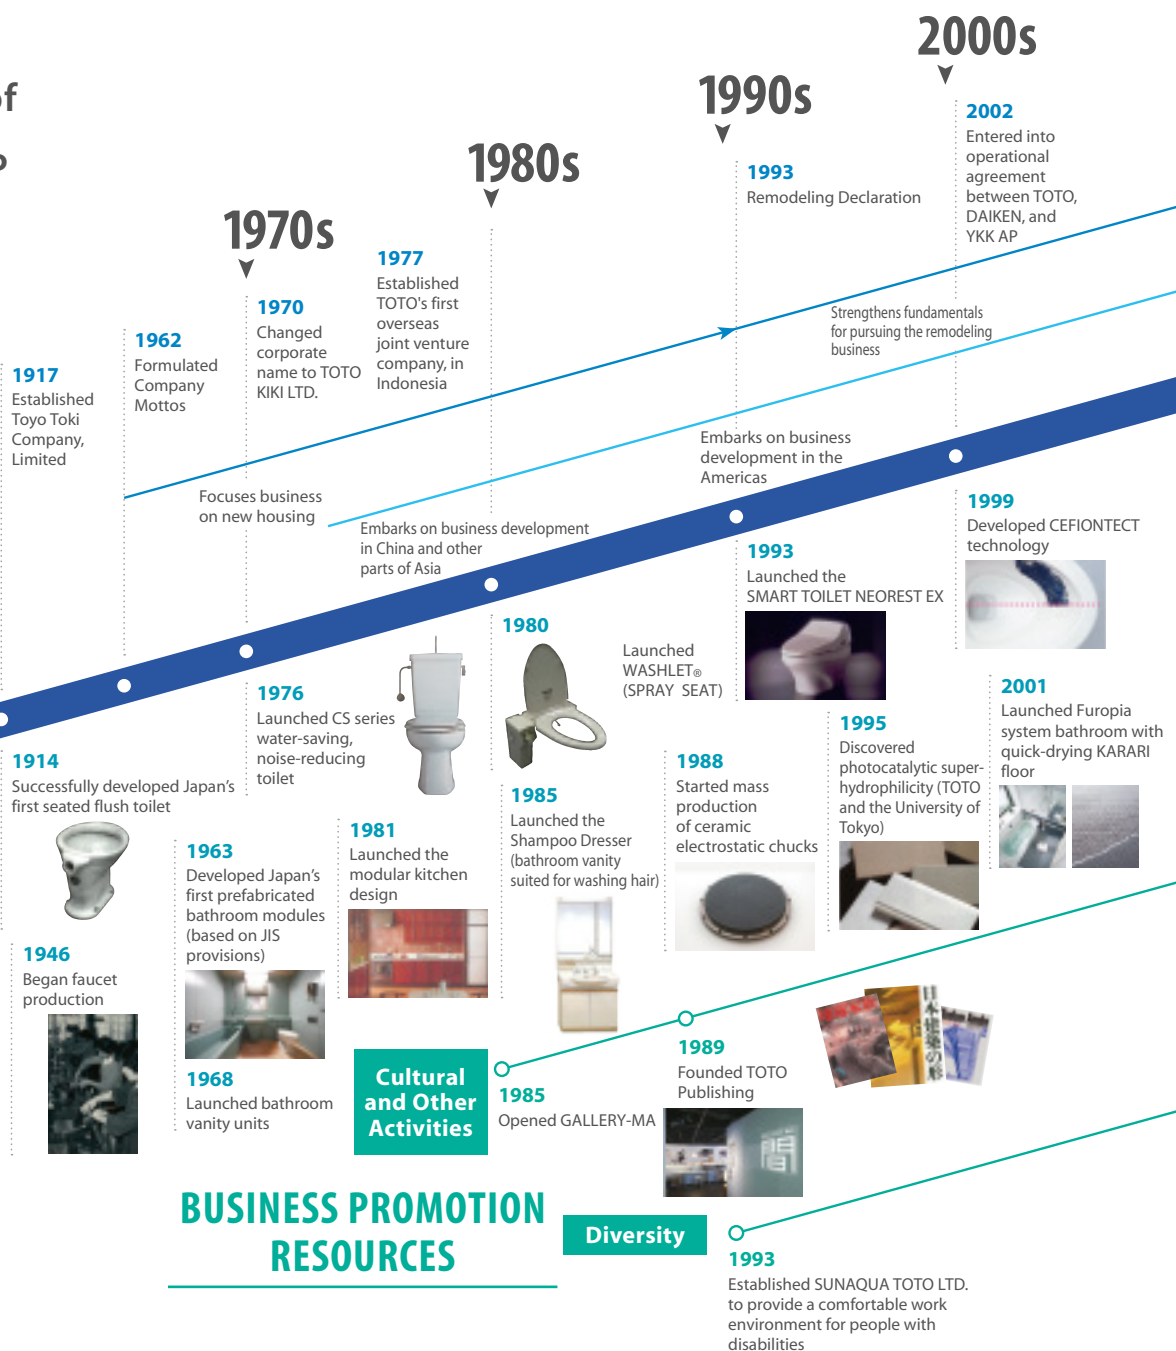 of
2000s
1990s
1980s
1970s
1917
Established
Toyo Toki
Company,
Limited
1962
Formulated
Company
Mottos
1970
Changed
corporate
name to TOTO
KIKI LTD.
1977
Established
TOTO's first
overseas
joint venture
company, in
Indonesia
1993
Remodeling Declaration
2002
Entered into
operational
agreement
between TOTO,
DAIKEN, and
YKK AP
Strengthens fundamentals
for pursuing the remodeling
business
Focuses business
on new housing
Embarks on business development
in China and other
parts of Asia
Embarks on business
development in the
Americas
1914
Successfully developed Japan's
first seated flush toilet
1946
Began faucet
production
1963
Developed Japan's
first prefabricated
bathroom modules
(based on JIS
provisions)
1968
Launched bathroom
vanity units
1976
Launched CS series
water-saving,
noise-reducing
toilet
1981
Launched the
modular kitchen
design
1980
Launched
WASHLET®
(SPRAY SEAT)
1985
Launched the
Shampoo Dresser
(bathroom vanity
suited for washing hair)
1988
Started mass
production
of ceramic
electrostatic chucks
1993
Launched the
SMART TOILET NEOREST EX
1995
Discovered
photocatalytic super-
hydrophilicity (TOTO
and the University of
Tokyo)
1999
Developed CEFIONTECT
technology
2001
Launched Furopia
system bathroom with
quick-drying KARARI
floor
Cultural
and Other
Activities
1985
Opened GALLERY-MA
1989
Founded TOTO
Publishing
間
BUSINESS PROMOTION
RESOURCES
Diversity
1993
Established SUNAQUA TOTO LTD.
to provide a comfortable work
environment for people with
disabilities